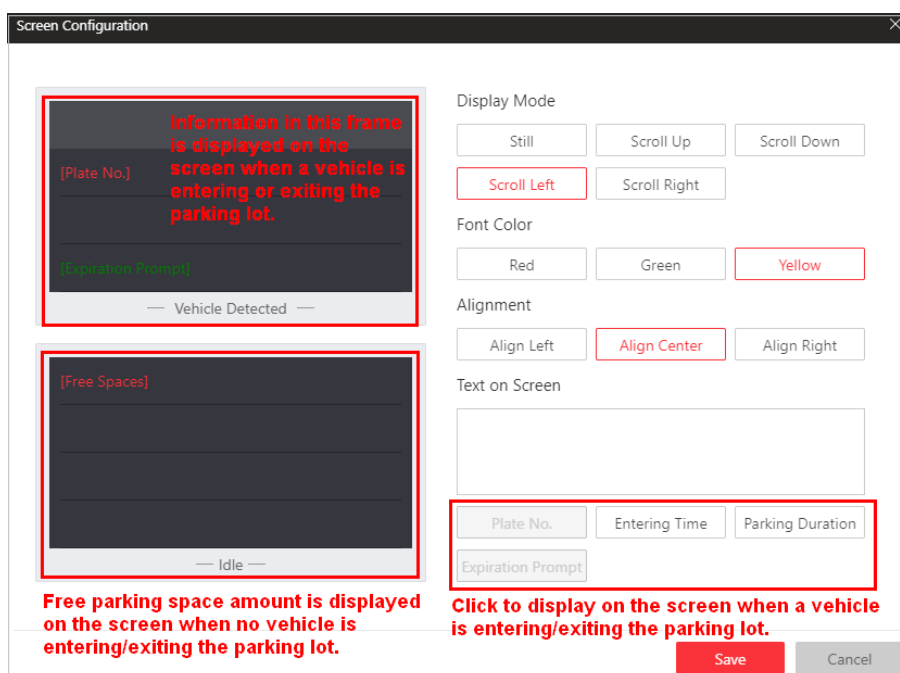 Screen Configuration
Information in this frame
is displayed on the
screen when a vehicle is
entering or exiting the
parking lot.
[Plate No.]
[Expiration Prompt]
Vehicle Detected
[Free Spaces]
Idle
Free parking space amount is displayed
on the screen when no vehicle is
entering/exiting the parking lot.
Display Mode
Still Scroll Up Scroll Down
Scroll Left Scroll Right
Font Color
Red Green Yellow
Alignment
Align Left Align Center Align Right
Text on Screen
Plate No. Entering Time Parking Duration
Expiration Prompt
Click to display on the screen when a vehicle
is entering/exiting the parking lot.
Save Cancel